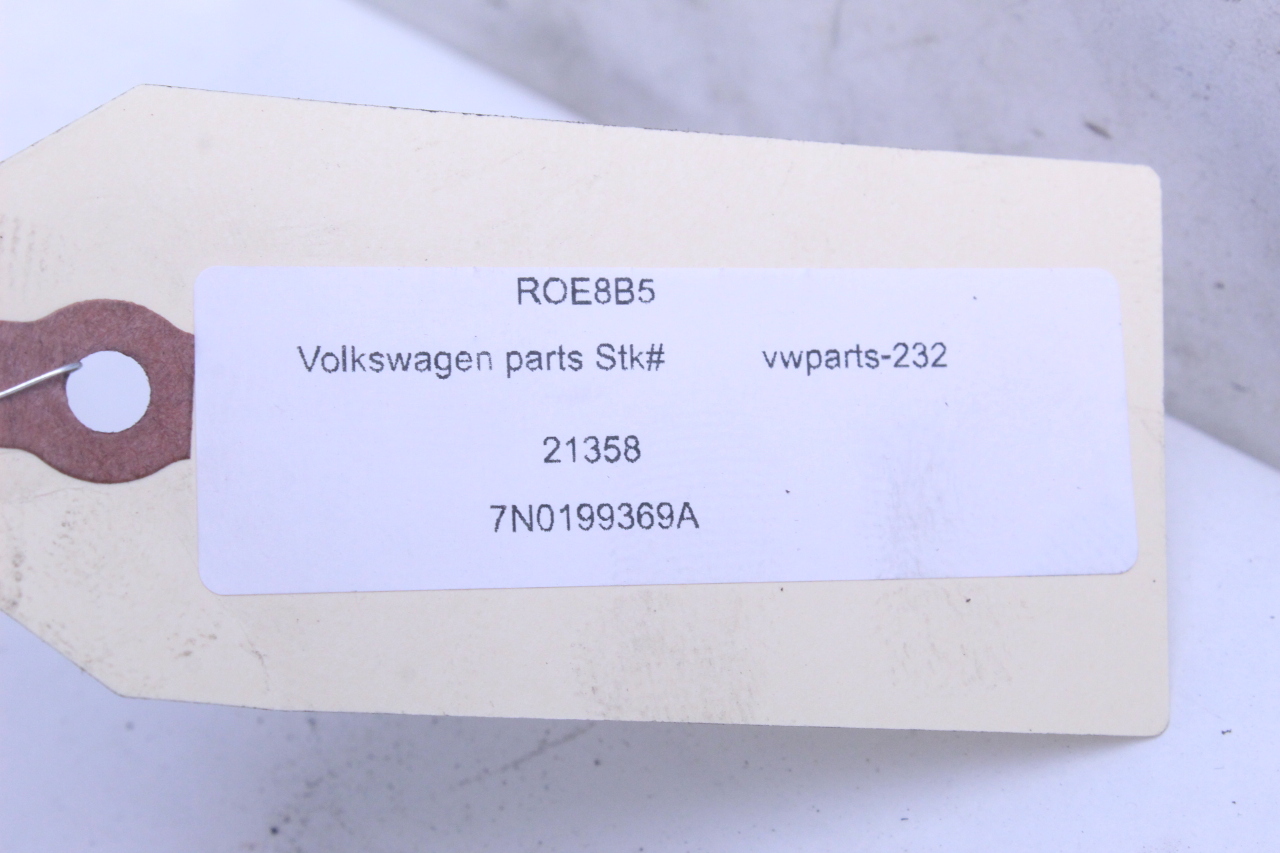 ROE8B5
Volkswagen parts Stk# vwparts-232
21358
7N0199369A